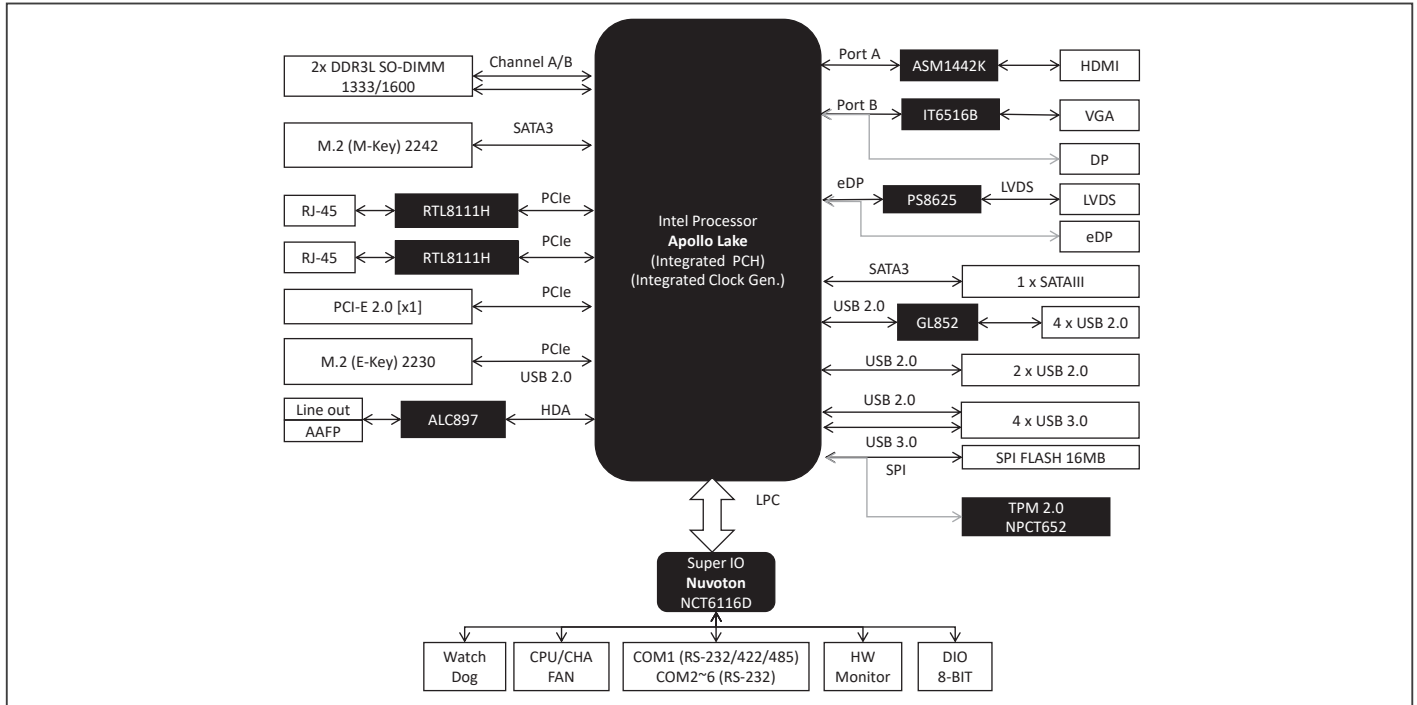 2x DDR3L SO-DIMM
1333/1600
Channel A/B
M.2 (M-Key) 2242
SATA3
RJ-45
RTL8111H
PCIe
RJ-45
RTL8111H
PCIe
PCI-E 2.0 [x1]
PCIe
M.2 (E-Key) 2230
PCIe
USB 2.0
Line out
AAFP
ALC897
HDA
Intel Processor
Apollo Lake
(Integrated PCH)
(Integrated Clock Gen.)
Port A
ASM1442K
HDMI
Port B
IT6516B
VGA
DP
eDP
PS8625
LVDS
LVDS
eDP
SATA3
1 x SATAIII
USB 2.0
GL852
4 x USB 2.0
USB 2.0
2 x USB 2.0
USB 2.0
4 x USB 3.0
USB 3.0
SPI FLASH 16MB
SPI
TPM 2.0
NPCT652
LPC
Super IO
Nuvoton
NCT6116D
Watch
Dog
CPU/CHA
FAN
COM1 (RS-232/422/485)
COM2~6 (RS-232)
HW
Monitor
DIO
8-BIT